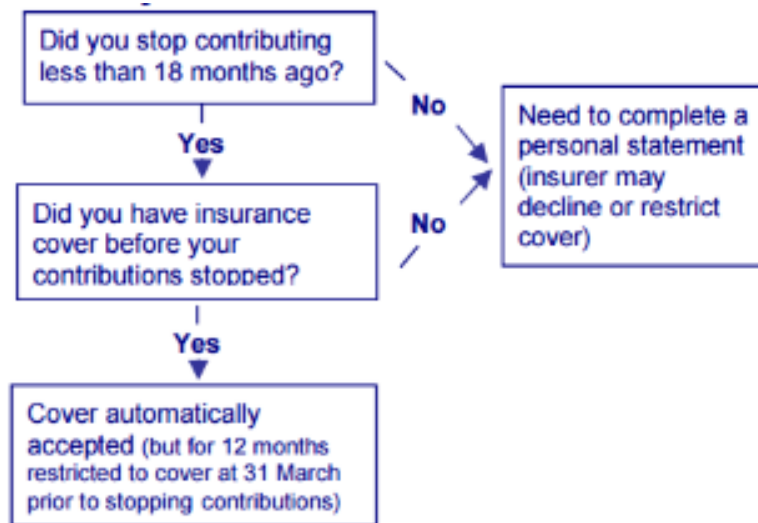 Did you stop contributing
less than 18 months ago?
No
Need to complete a
personal statement
(insurer may
decline or restrict
cover)
Yes
Did you have insurance
cover before your
contributions stopped?
No
Yes
Cover automatically
accepted (but for 12 months
restricted to cover at 31 March
prior to stopping contributions)